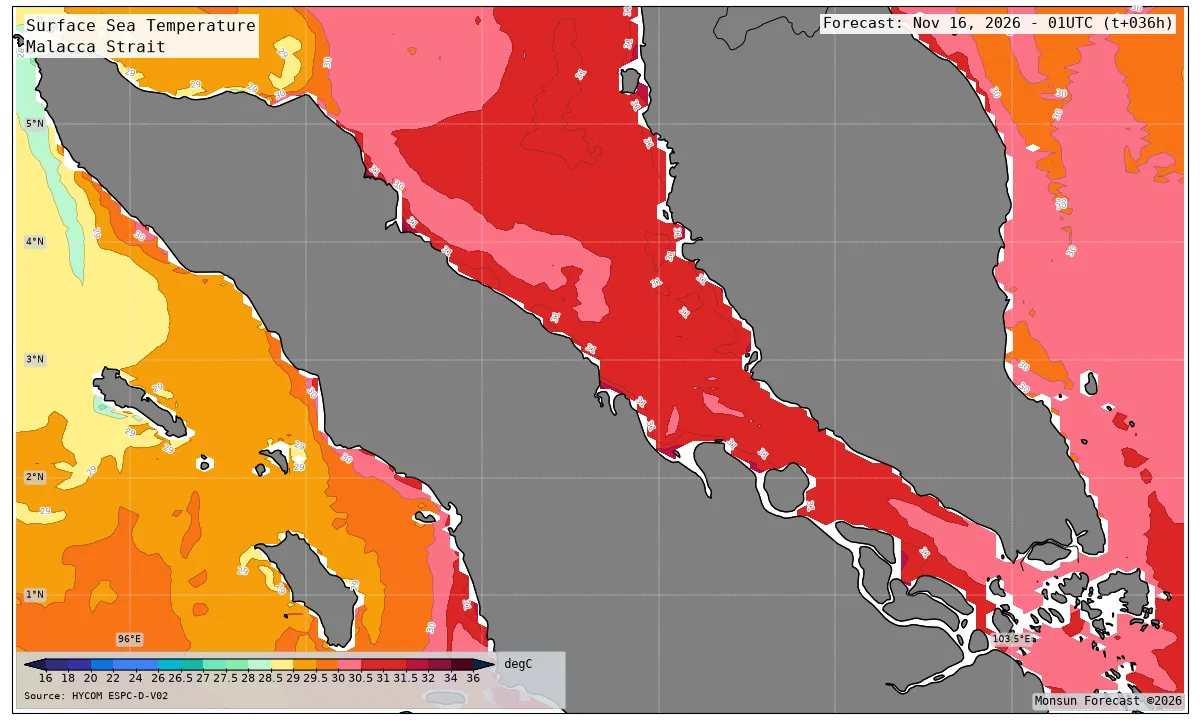 Surface Sea Temperature
Malacca Strait
Forecast: Nov 16, 2026 - 01UTC (t+036h)
5°N
4°N
3°N
2°N
1°N
96°E
103.5°E
degC
16 18 20 22 24 26 26.5 27 27.5 28 28.5 29 29.5 30 30.5 31 31.5 32 34 36
Source: HYCOM ESPC-D-V02
Monsun Forecast ©2026